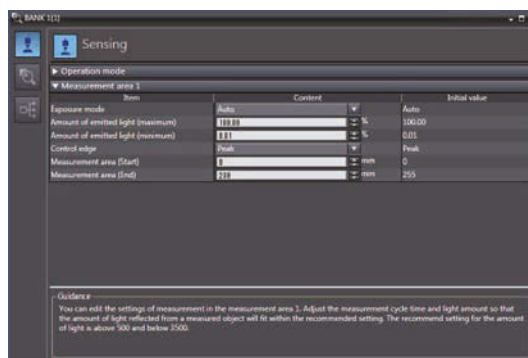 BANK 1[1]
Sensing
Operation mode
Measurement area 1
Item Content Initial value
Exposure mode Auto Auto
Amount of emitted light (maximum) 100.00 % 100.00
Amount of emitted light (minimum) 0.01 % 0.01
Control edge Peak Peak
Measurement area (Start) 0 mm 0
Measurement area (End) mm 255
Guidance
You can edit the settings of measurement in the measurement area 1. Adjust the measurement cycle time and light amount so that
the amount of light reflected from a measured object will fit within the recommended setting. The recommend setting for the amount
of light is above 500 and below 3500.